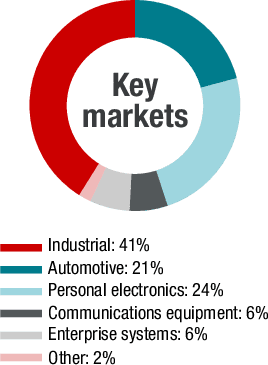 Key
markets
Industrial: 41%
Automotive: 21%
Personal electronics: 24%
Communications equipment: 6%
Enterprise systems: 6%
Other: 2%